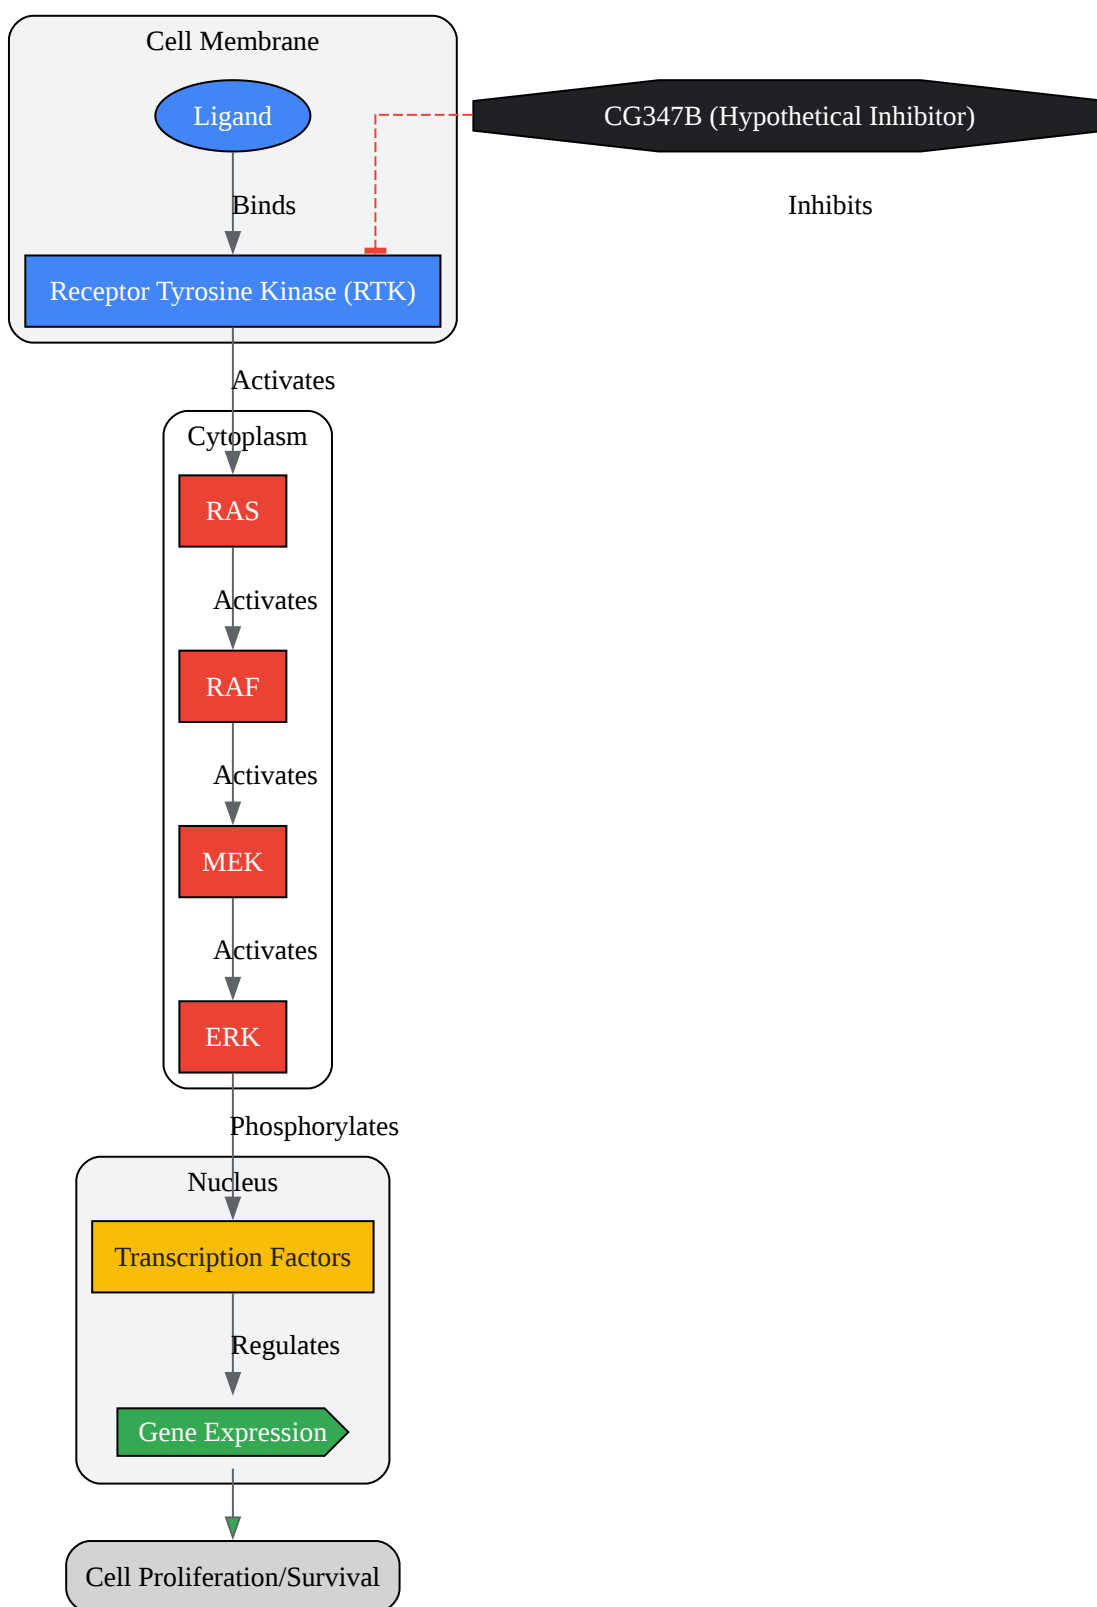 Cell Membrane
Ligand
CG347B (Hypothetical Inhibitor)
Binds
Inhibits
Receptor Tyrosine Kinase (RTK)
Activates
Cytoplasm
RAS
Activates
RAF
Activates
MEK
Activates
ERK
Phosphorylates
Nucleus
Transcription Factors
Regulates
Gene Expression
Cell Proliferation/Survival